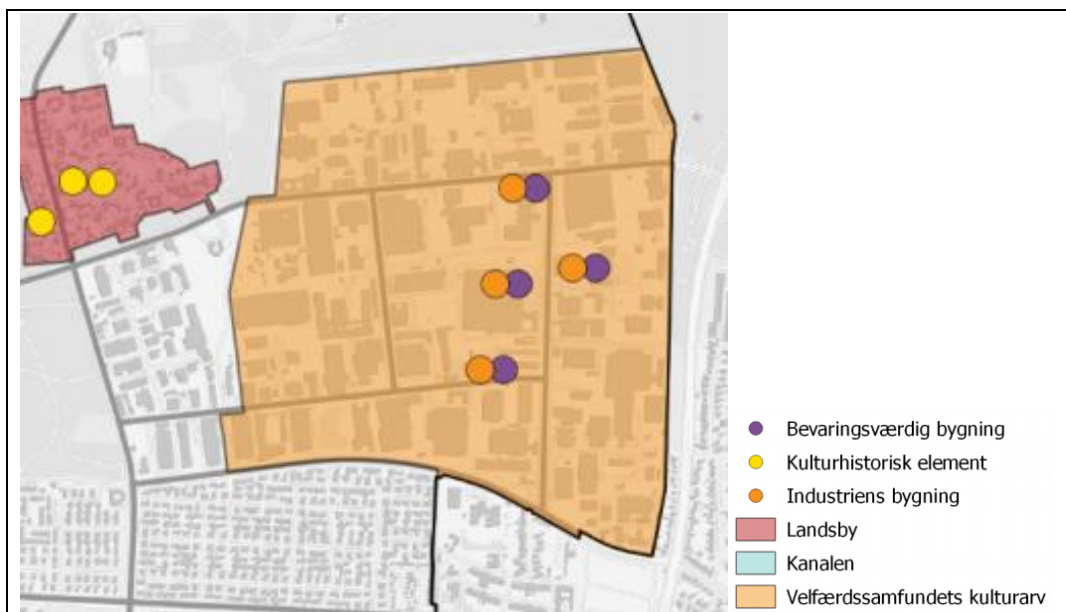 Bevaringsværdig bygning
Kulturhistorisk element
Industriens bygning
Landsby
Kanalen
Velfærdssamfundets kulturarv